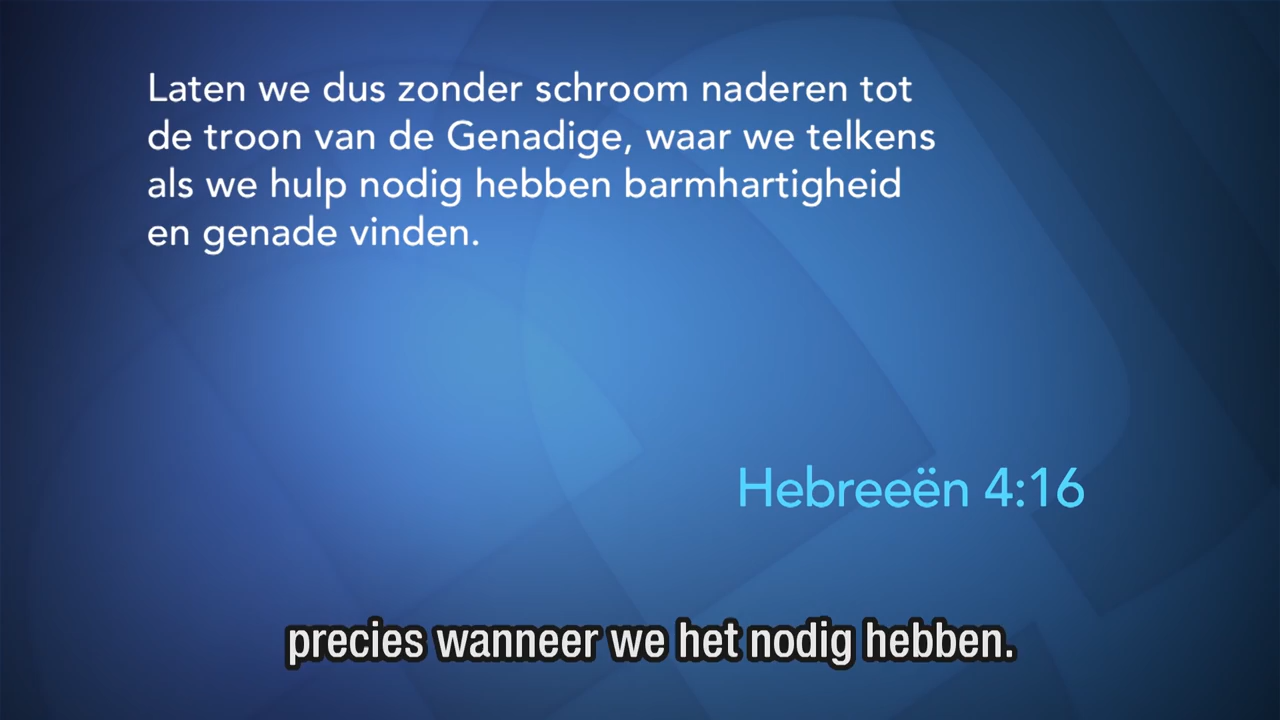 Laten we dus zonder schroom naderen tot
de troon van de Genadige, waar we telkens
als we hulp nodig hebben barmhartigheid
en genade vinden.
Hebreeën 4:16
precies wanneer we het nodig hebben.